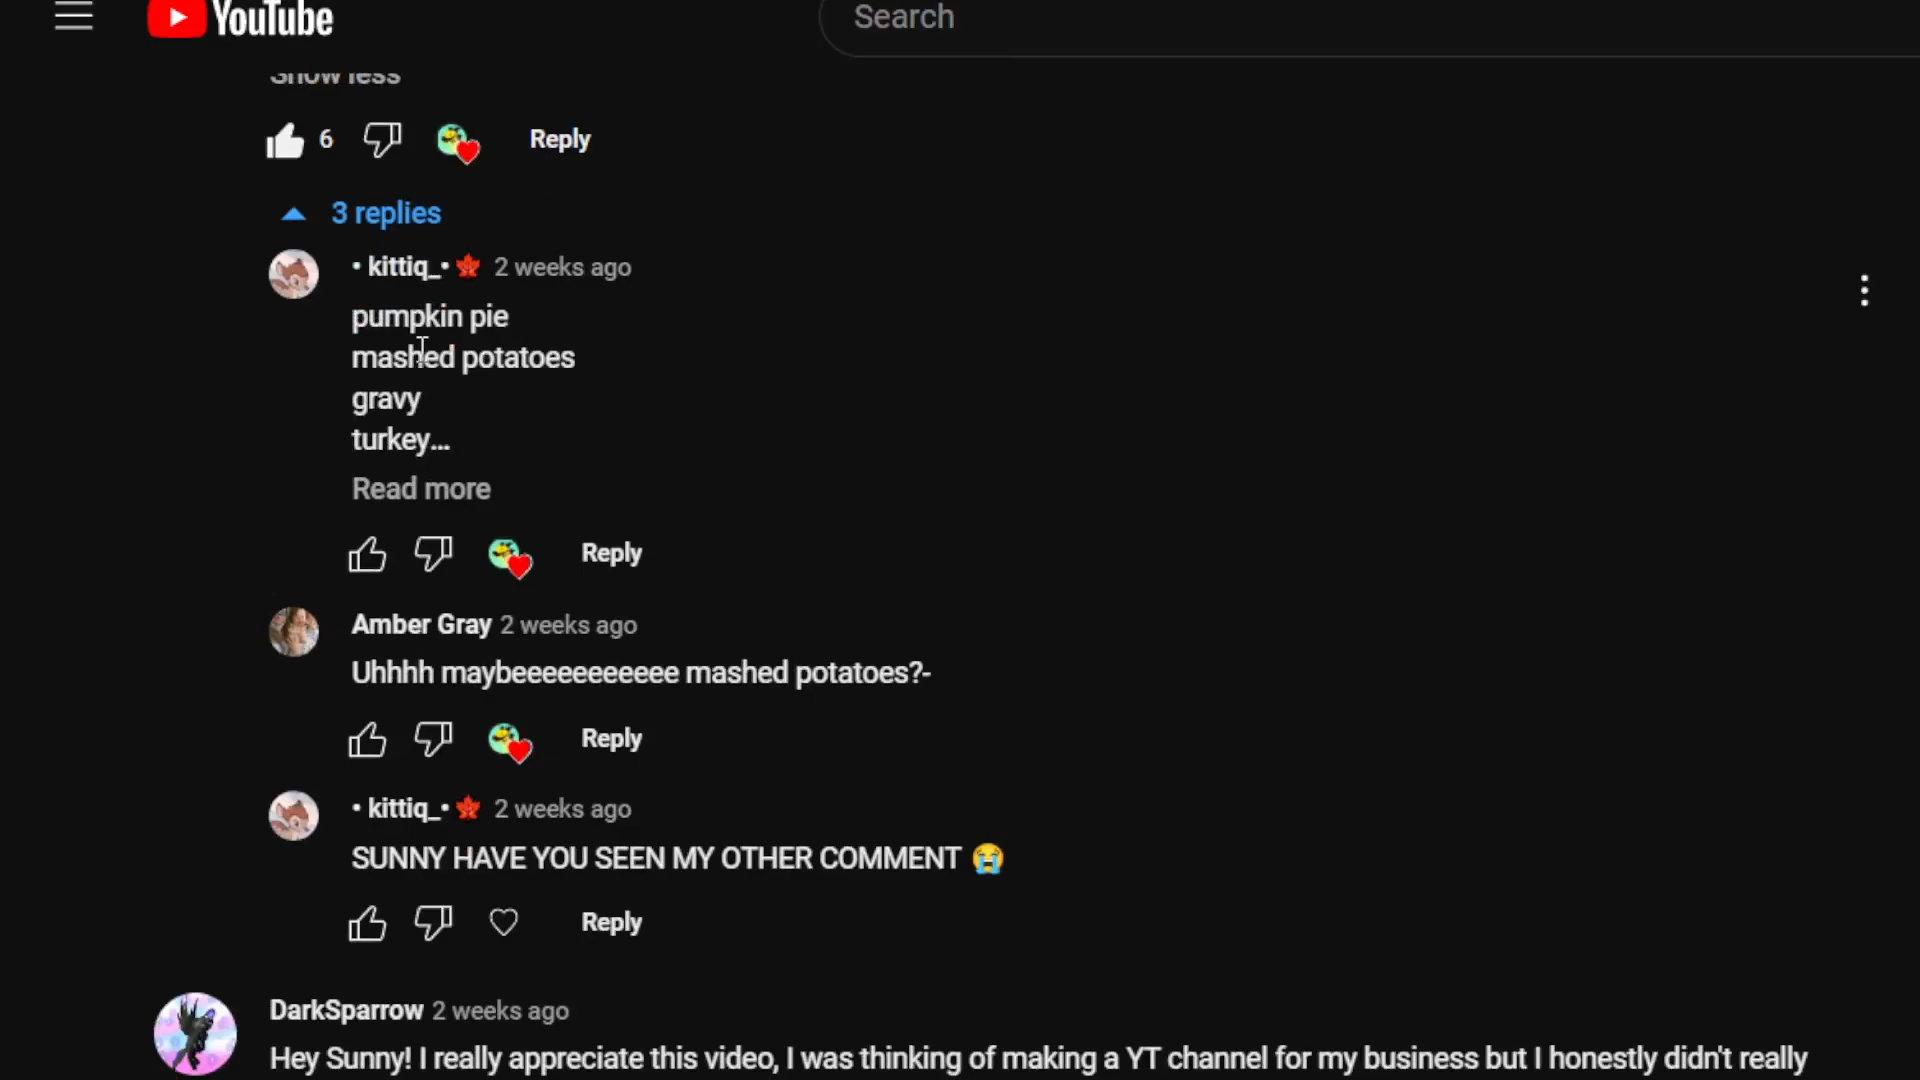 YouTube
Search
Show less
6
Reply
3 replies
• kittiq_•🍁 2 weeks ago
pumpkin pie
mashed potatoes
gravy
turkey...
Read more
Reply
Amber Gray 2 weeks ago
Uhhhh maybeeeeeeeeeee mashed potatoes?-
Reply
• kittiq_•🍁 2 weeks ago
SUNNY HAVE YOU SEEN MY OTHER COMMENT 😭
Reply
DarkSparrow 2 weeks ago
Hey Sunny! I really appreciate this video, I was thinking of making a YT channel for my business but I honestly didn't really